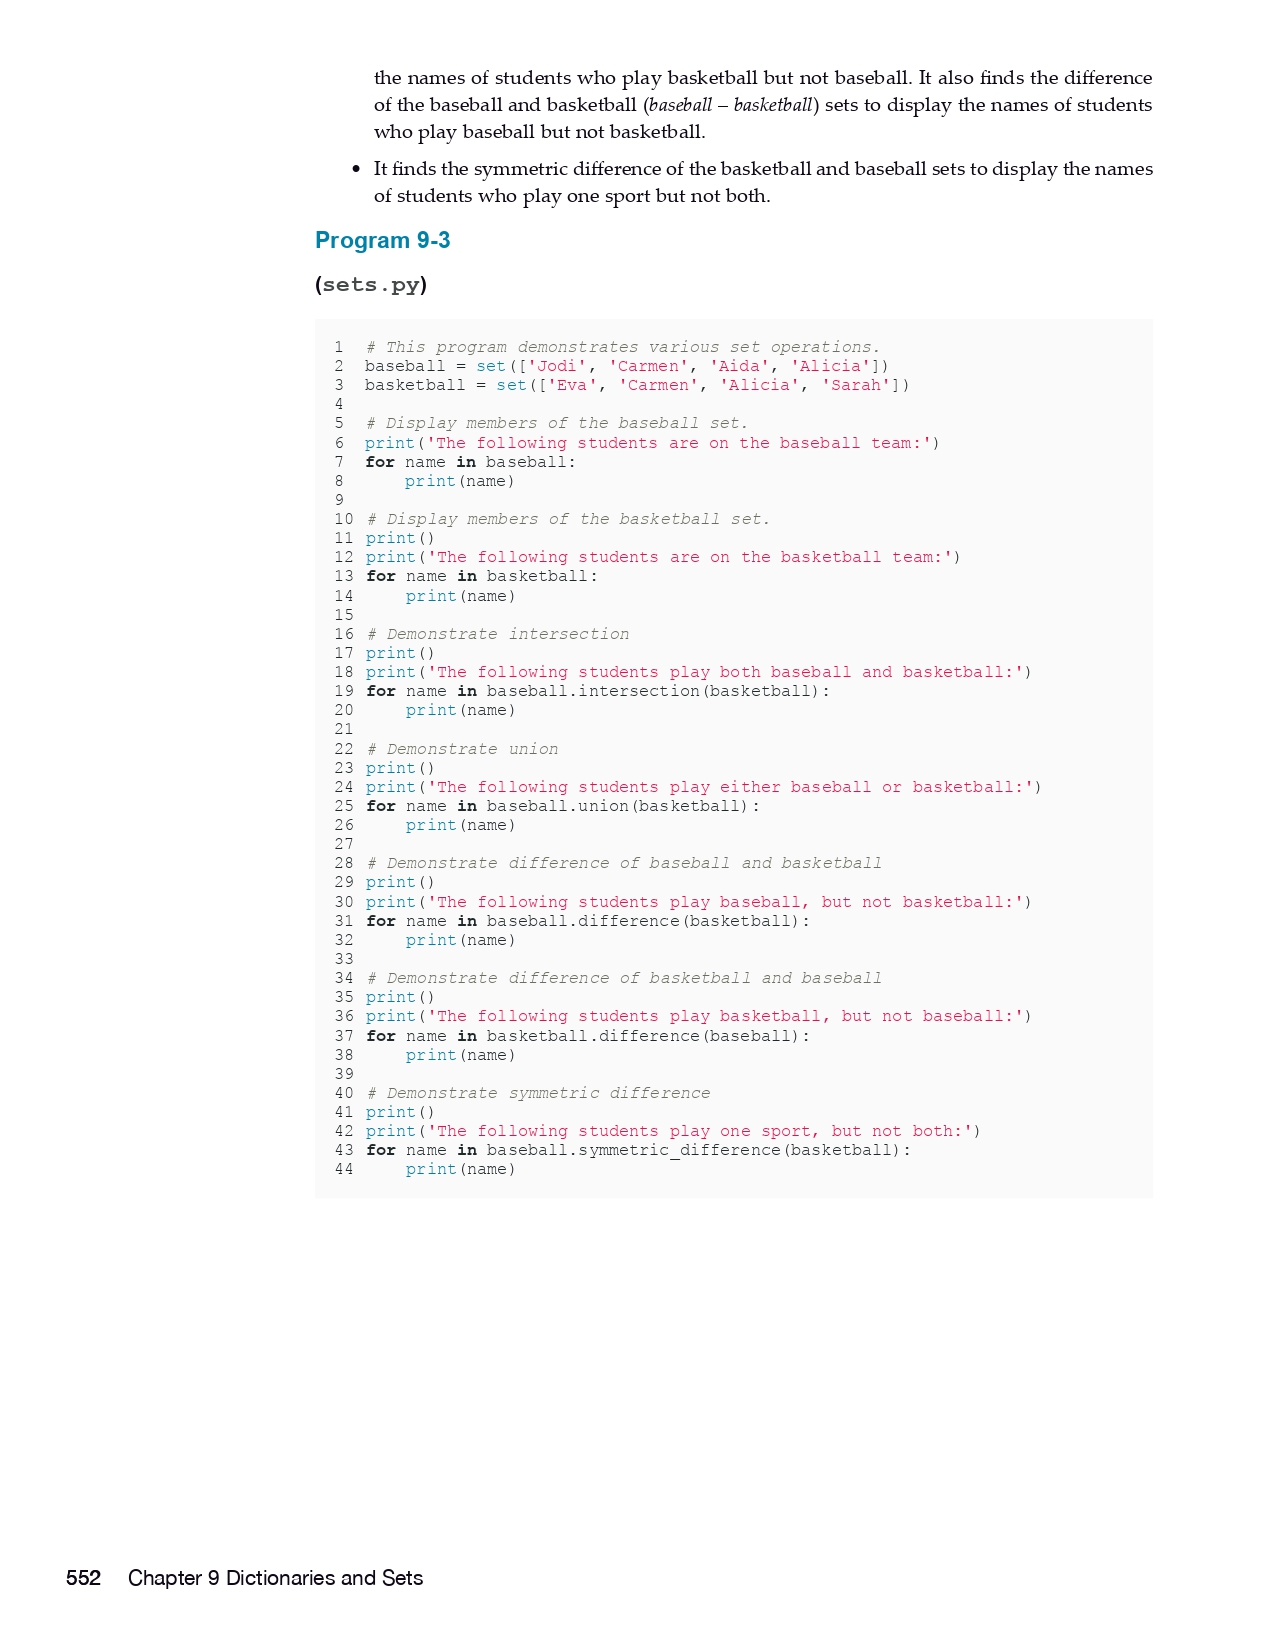 the names of students who play basketball but not baseball. It also finds the difference
of the baseball and basketball (baseball – basketball) sets to display the names of students
who play baseball but not basketball.
• It finds the symmetric difference of the basketball and baseball sets to display the names
of students who play one sport but not both.
Program 9-3
(sets.py)
1 # This program demonstrates various set operations.
2 baseball = set(['Jodi', 'Carmen', 'Aida', 'Alicia'])
3 basketball = set(['Eva', 'Carmen', 'Alicia', 'Sarah'])
4
5 # Display members of the baseball set.
6 print('The following students are on the baseball team:')
7 for name in baseball:
8     print(name)
9
10 # Display members of the basketball set.
11 print()
12 print('The following students are on the basketball team:')
13 for name in basketball:
14     print(name)
15
16 # Demonstrate intersection
17 print()
18 print('The following students play both baseball and basketball:')
19 for name in baseball.intersection(basketball):
20     print(name)
21
22 # Demonstrate union
23 print()
24 print('The following students play either baseball or basketball:')
25 for name in baseball.union(basketball):
26     print(name)
27
28 # Demonstrate difference of baseball and basketball
29 print()
30 print('The following students play baseball, but not basketball:')
31 for name in baseball.difference(basketball):
32     print(name)
33
34 # Demonstrate difference of basketball and baseball
35 print()
36 print('The following students play basketball, but not baseball:')
37 for name in basketball.difference(baseball):
38     print(name)
39
40 # Demonstrate symmetric difference
41 print()
42 print('The following students play one sport, but not both:')
43 for name in baseball.symmetric_difference(basketball):
44     print(name)
552 Chapter 9 Dictionaries and Sets